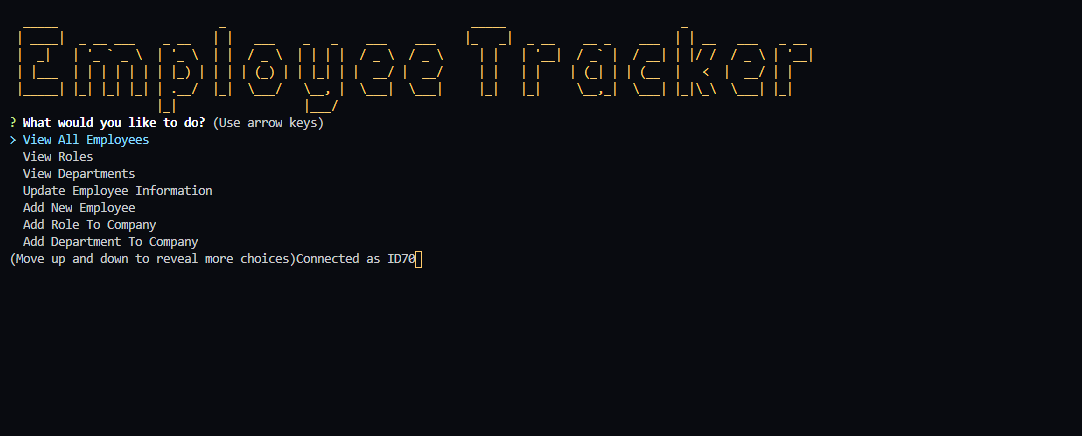 Employee Tracker
? What would you like to do? (Use arrow keys)
> View All Employees
View Roles
View Departments
Update Employee Information
Add New Employee
Add Role To Company
Add Department To Company
(Move up and down to reveal more choices)Connected as ID70